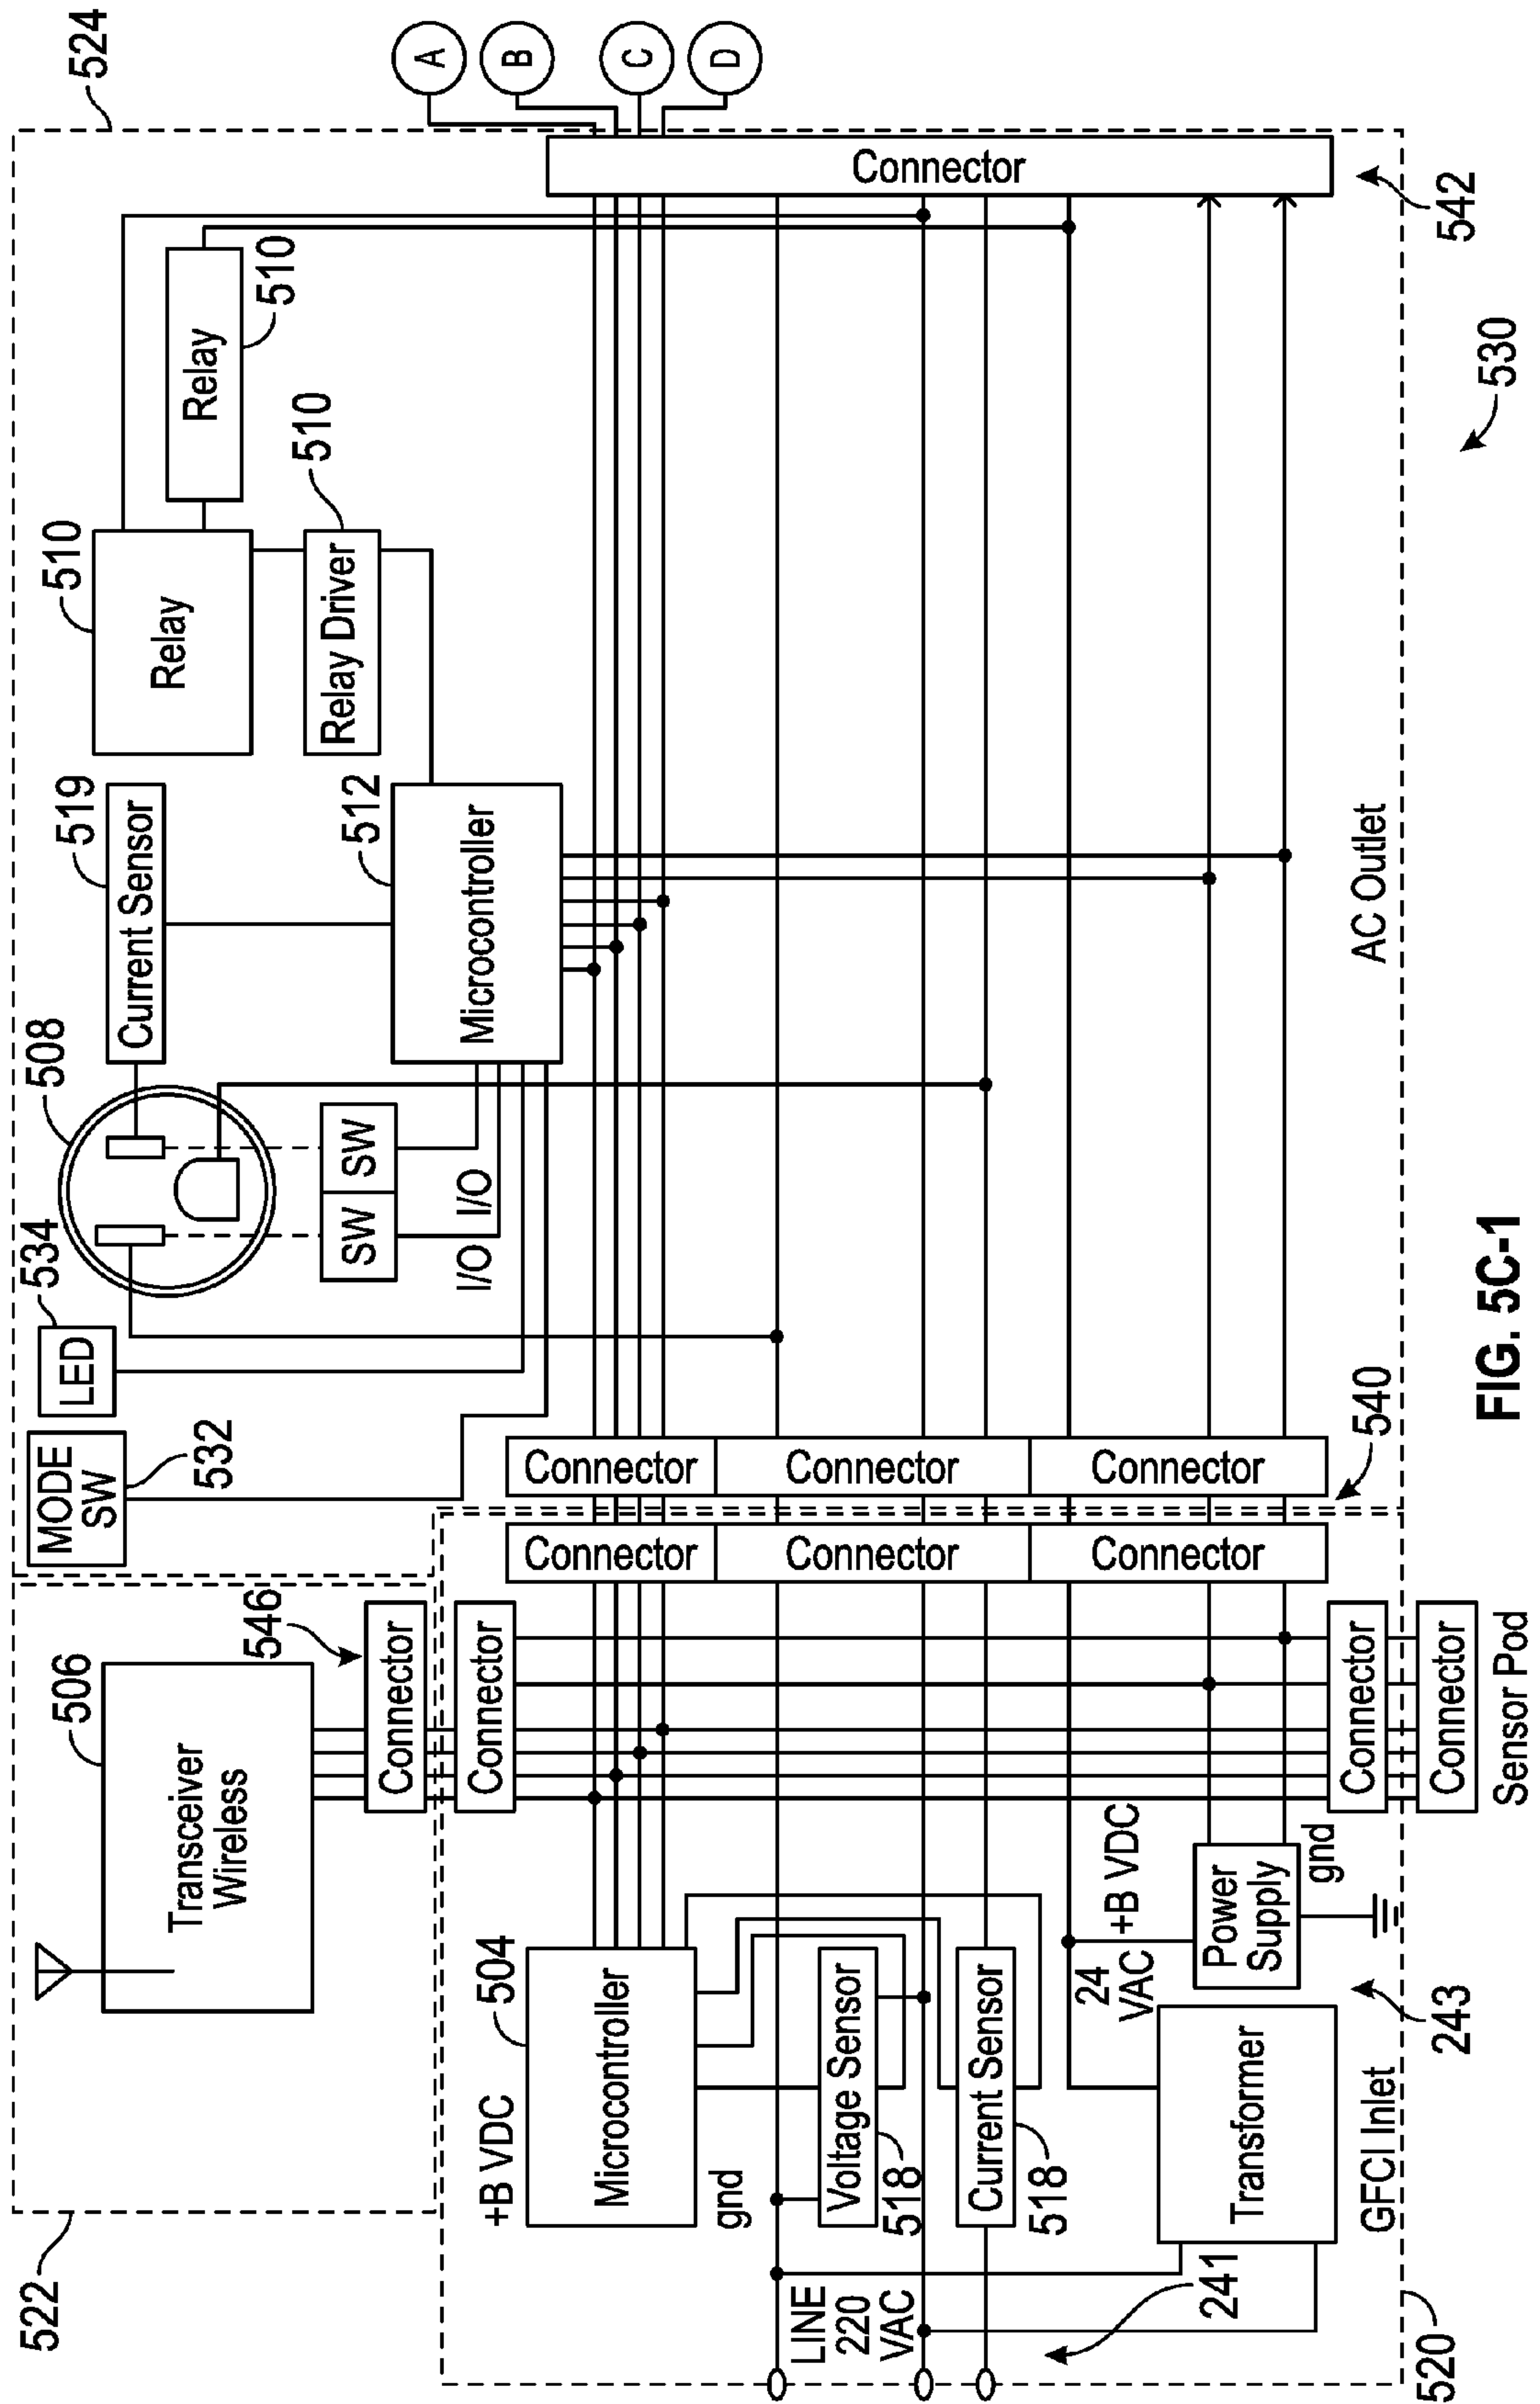 522
506
Transceiver
Wireless
546
Connector
MODE
SW
532
LED
534
508
SW
SW
I/O
I/O
519
Current Sensor
512
Microcontroller
510
Relay
510
Relay Driver
510
Relay
524
A
B
C
D
Connector
542
530
+B VDC
504
Microcontroller
gnd
Connector
Connector
Connector
Connector
Connector
Connector
Connector
540
Voltage Sensor
518
Current Sensor
518
LINE
220
VAC
241
24
VAC
+B VDC
Power
Supply
gnd
243
Transformer
GFCI Inlet
520
Connector
Connector
Sensor Pod
AC Outlet
FIG. 5C-1